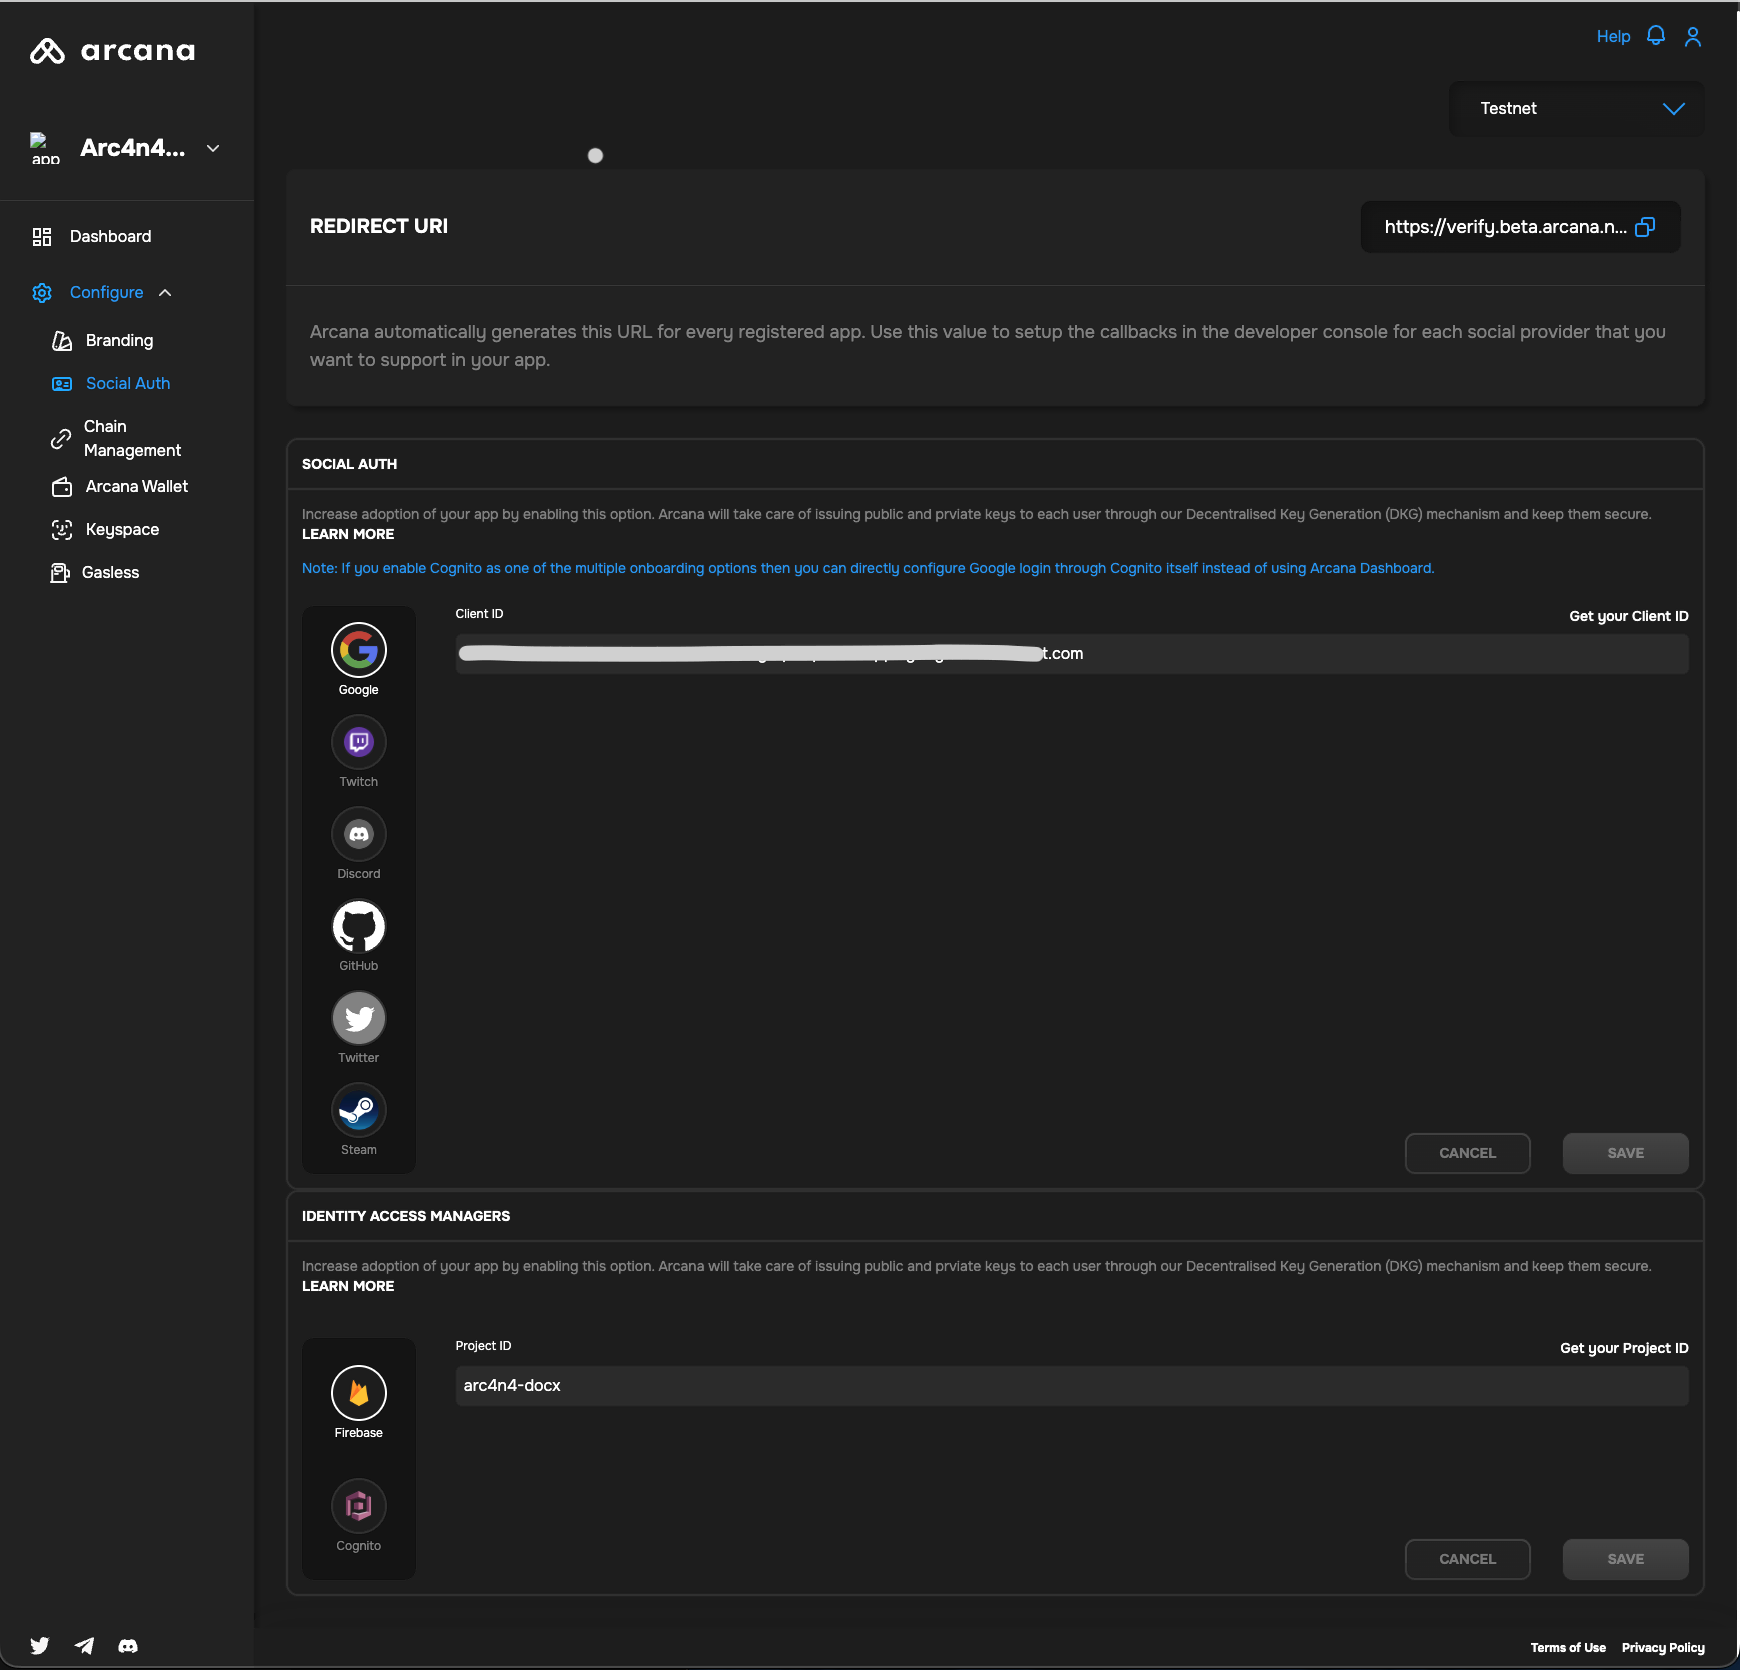 arcana
Help
Testnet
app
Arc4n4...
Dashboard
Configure
Branding
Social Auth
Chain
Management
Arcana Wallet
Keyspace
Gasless
REDIRECT URI
https://verify.beta.arcana.n...
Arcana automatically generates this URL for every registered app. Use this value to setup the callbacks in the developer console for each social provider that you
want to support in your app.
SOCIAL AUTH
Increase adoption of your app by enabling this option. Arcana will take care of issuing public and prviate keys to each user through our Decentralised Key Generation (DKG) mechanism and keep them secure.
LEARN MORE
Note: If you enable Cognito as one of the multiple onboarding options then you can directly configure Google login through Cognito itself instead of using Arcana Dashboard.
Google
Twitch
Discord
GitHub
Twitter
Steam
Client ID
Get your Client ID
t.com
CANCEL
SAVE
IDENTITY ACCESS MANAGERS
Increase adoption of your app by enabling this option. Arcana will take care of issuing public and prviate keys to each user through our Decentralised Key Generation (DKG) mechanism and keep them secure.
LEARN MORE
Firebase
Cognito
Project ID
Get your Project ID
arc4n4-docx
CANCEL
SAVE
Terms of Use
Privacy Policy